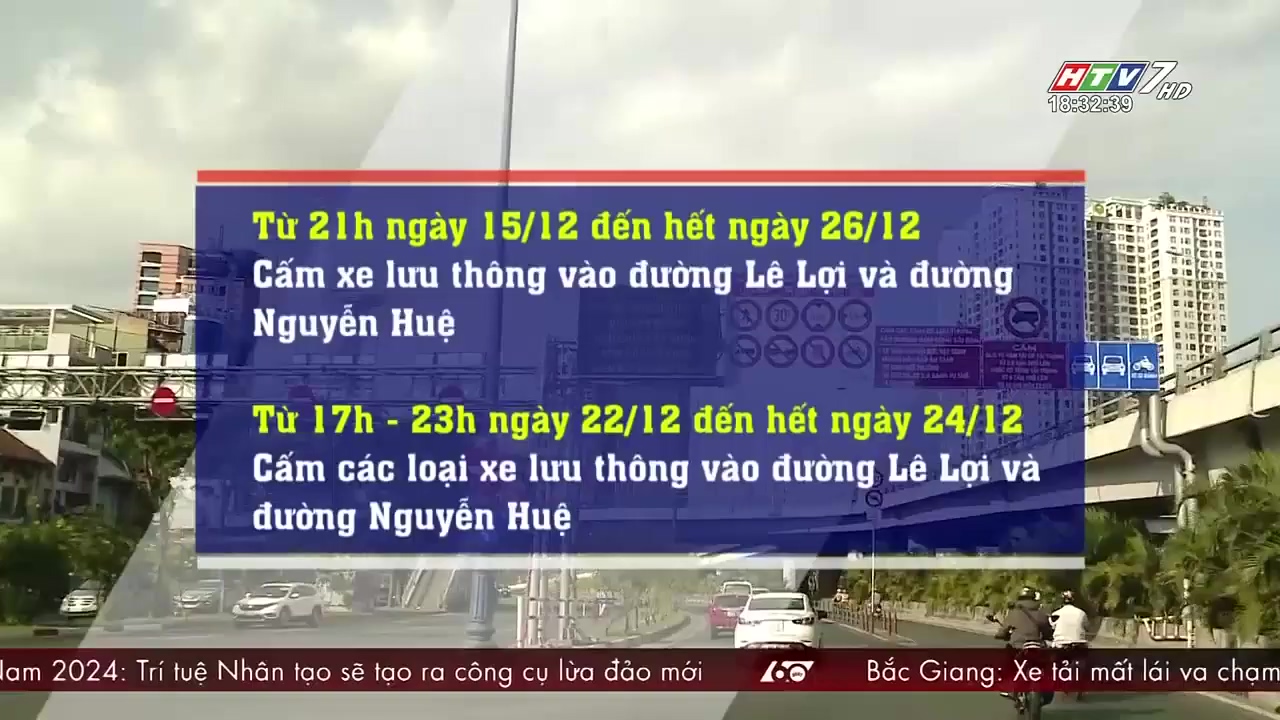 HTV7 HD
18:32:39
Từ 21h ngày 15/12 đến hết ngày 26/12
Cấm xe lưu thông vào đường Lê Lợi và đường
Nguyễn Huệ
Từ 17h - 23h ngày 22/12 đến hết ngày 24/12
Cấm các loại xe lưu thông vào đường Lê Lợi và
đường Nguyễn Huệ
Nam 2024: Trí tuệ Nhân tạo sẽ tạo ra công cụ lừa đảo mới
60 giây
Bắc Giang: Xe tải mất lái va chạm